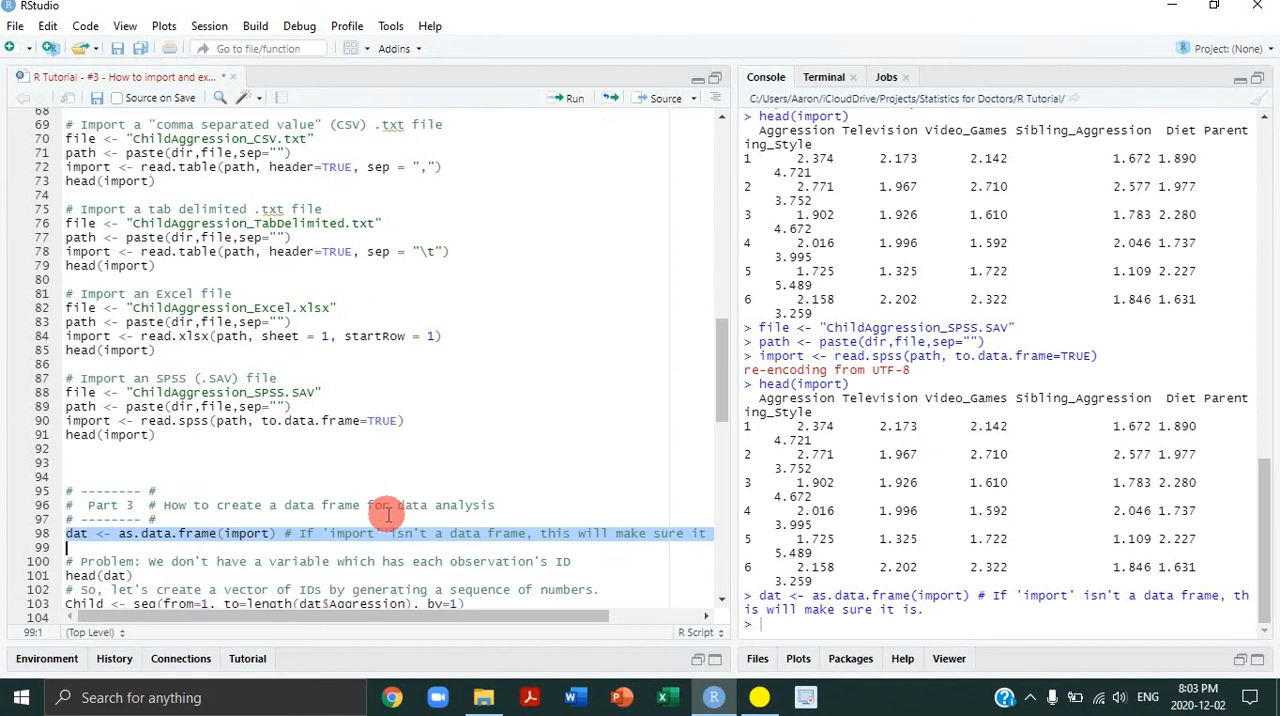 RStudio
File Edit Code View Plots Session Build Debug Profile Tools Help
Go to file/function Addins Project: (None)
R Tutorial - #3 - How to import and ex... *
Source on Save Run Source
68
69 # Import a "comma separated value" (CSV) .txt file
70 file <- "ChildAggression_CSV.txt"
71 path <- paste(dir,file,sep="")
72 import <- read.table(path, header=TRUE, sep = ",")
73 head(import)
74
75 # Import a tab delimited .txt file
76 file <- "ChildAggression_TabDelimited.txt"
77 path <- paste(dir,file,sep="")
78 import <- read.table(path, header=TRUE, sep = "\t")
79 head(import)
80
81 # Import an Excel file
82 file <- "ChildAggression_Excel.xlsx"
83 path <- paste(dir,file,sep="")
84 import <- read.xlsx(path, sheet = 1, startRow = 1)
85 head(import)
86
87 # Import an SPSS (.SAV) file
88 file <- "ChildAggression_SPSS.SAV"
89 path <- paste(dir,file,sep="")
90 import <- read.spss(path, to.data.frame=TRUE)
91 head(import)
92
93
94
95 # -------- #
96 # Part 3 # How to create a data frame for data analysis
97 # -------- #
98 dat <- as.data.frame(import) # If 'import' isn't a data frame, this will make sure it
99
100 # Problem: We don't have a variable which has each observation's ID
101 head(dat)
102 # So, let's create a vector of IDs by generating a sequence of numbers.
103 Child <- seq(from=1, to=length(dat$Aggression), by=1)
104
99:1 (Top Level) R Script
Environment History Connections Tutorial
Console Terminal Jobs
C:/Users/Aaron/iCloudDrive/Projects/Statistics for Doctors/R Tutorial/
> head(import)
Aggression Television Video_Games Sibling_Aggression Diet Parent
ing_Style
1 2.374 2.173 2.142 1.672 1.890
4.721
2 2.771 1.967 2.710 2.577 1.977
3.752
3 1.902 1.926 1.610 1.783 2.280
4.672
4 2.016 1.996 1.592 2.046 1.737
3.995
5 1.725 1.325 1.722 1.109 2.227
5.489
6 2.158 2.202 2.322 1.846 1.631
3.259
> file <- "ChildAggression_SPSS.SAV"
> path <- paste(dir,file,sep="")
> import <- read.spss(path, to.data.frame=TRUE)
re-encoding from UTF-8
> head(import)
Aggression Television Video_Games Sibling_Aggression Diet Parent
ing_Style
1 2.374 2.173 2.142 1.672 1.890
4.721
2 2.771 1.967 2.710 2.577 1.977
3.752
3 1.902 1.926 1.610 1.783 2.280
4.672
4 2.016 1.996 1.592 2.046 1.737
3.995
5 1.725 1.325 1.722 1.109 2.227
5.489
6 2.158 2.202 2.322 1.846 1.631
3.259
> dat <- as.data.frame(import) # If 'import' isn't a data frame, th
is will make sure it is.
>
Files Plots Packages Help Viewer
Search for anything
ENG
8:03 PM
2020-12-02